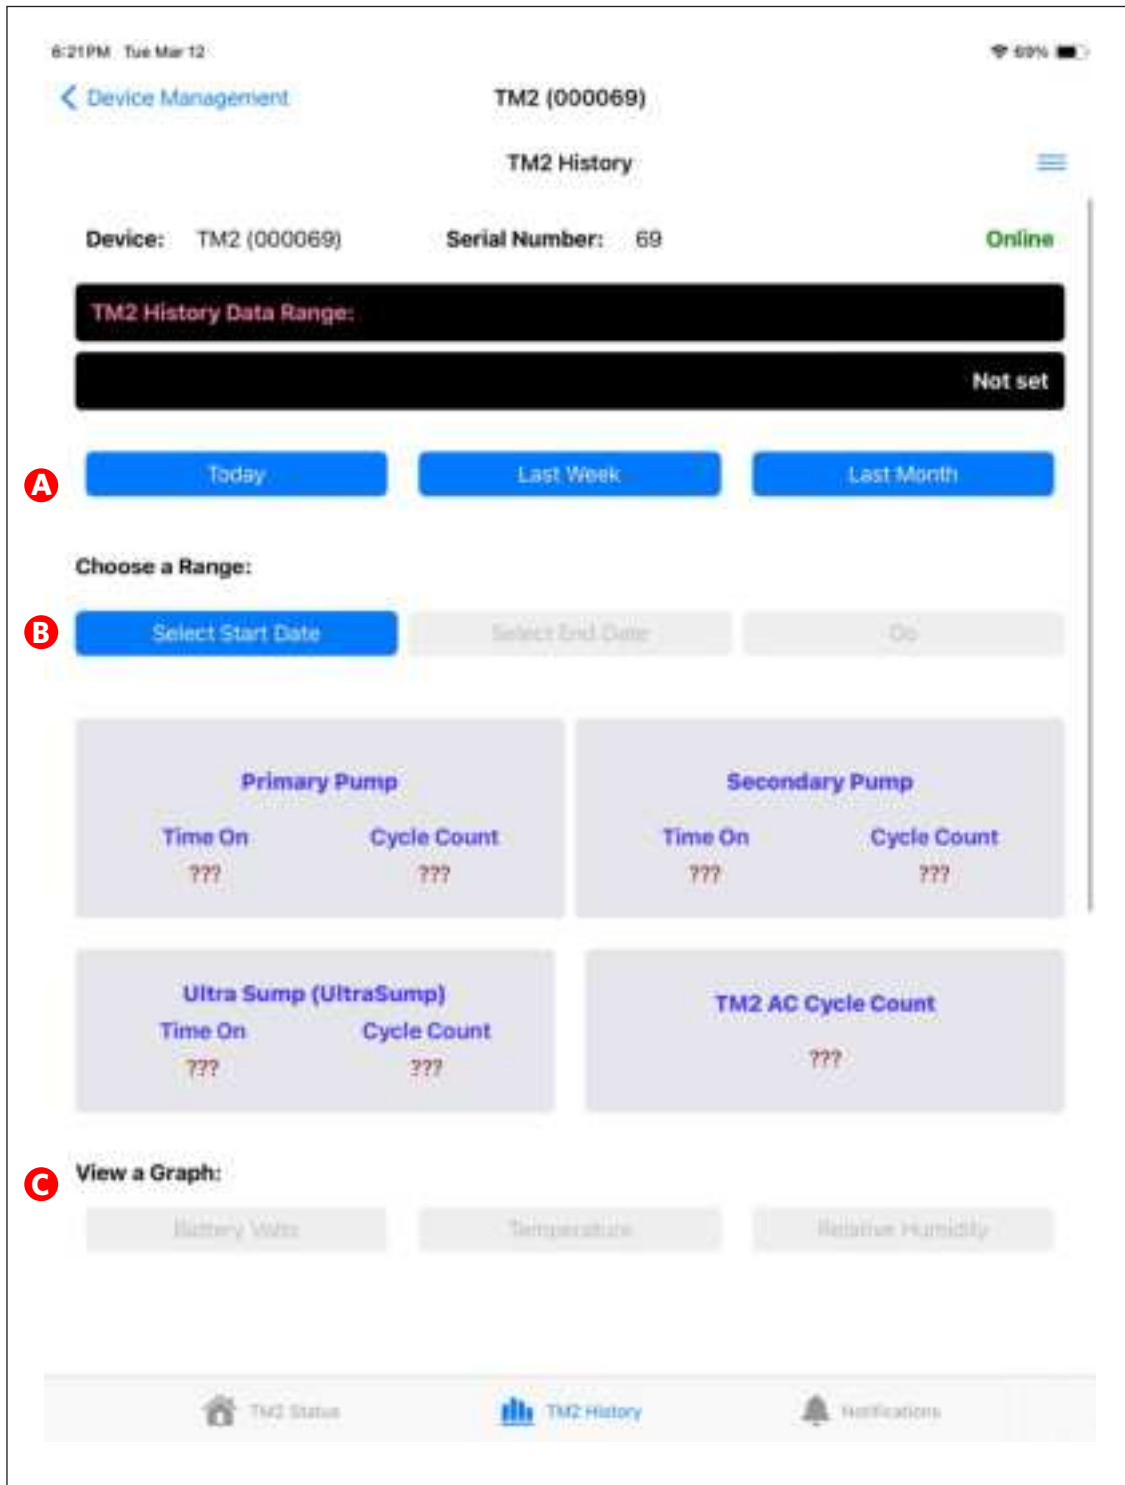 6:21PM Tue Mar 12 69%
Device Management TM2 (000069)
TM2 History
Device: TM2 (000069) Serial Number: 69 Online
TM2 History Data Range:
Not set
A Today Last Week Last Month
Choose a Range:
B Select Start Date Select End Date Go
Primary Pump Secondary Pump
Time On Cycle Count Time On Cycle Count
??? ??? ??? ???
Ultra Sump (UltraSump) TM2 AC Cycle Count
Time On Cycle Count
??? ??? ???
C View a Graph:
Battery Volts Temperature Relative Humidity
TM2 Status TM2 History Notifications